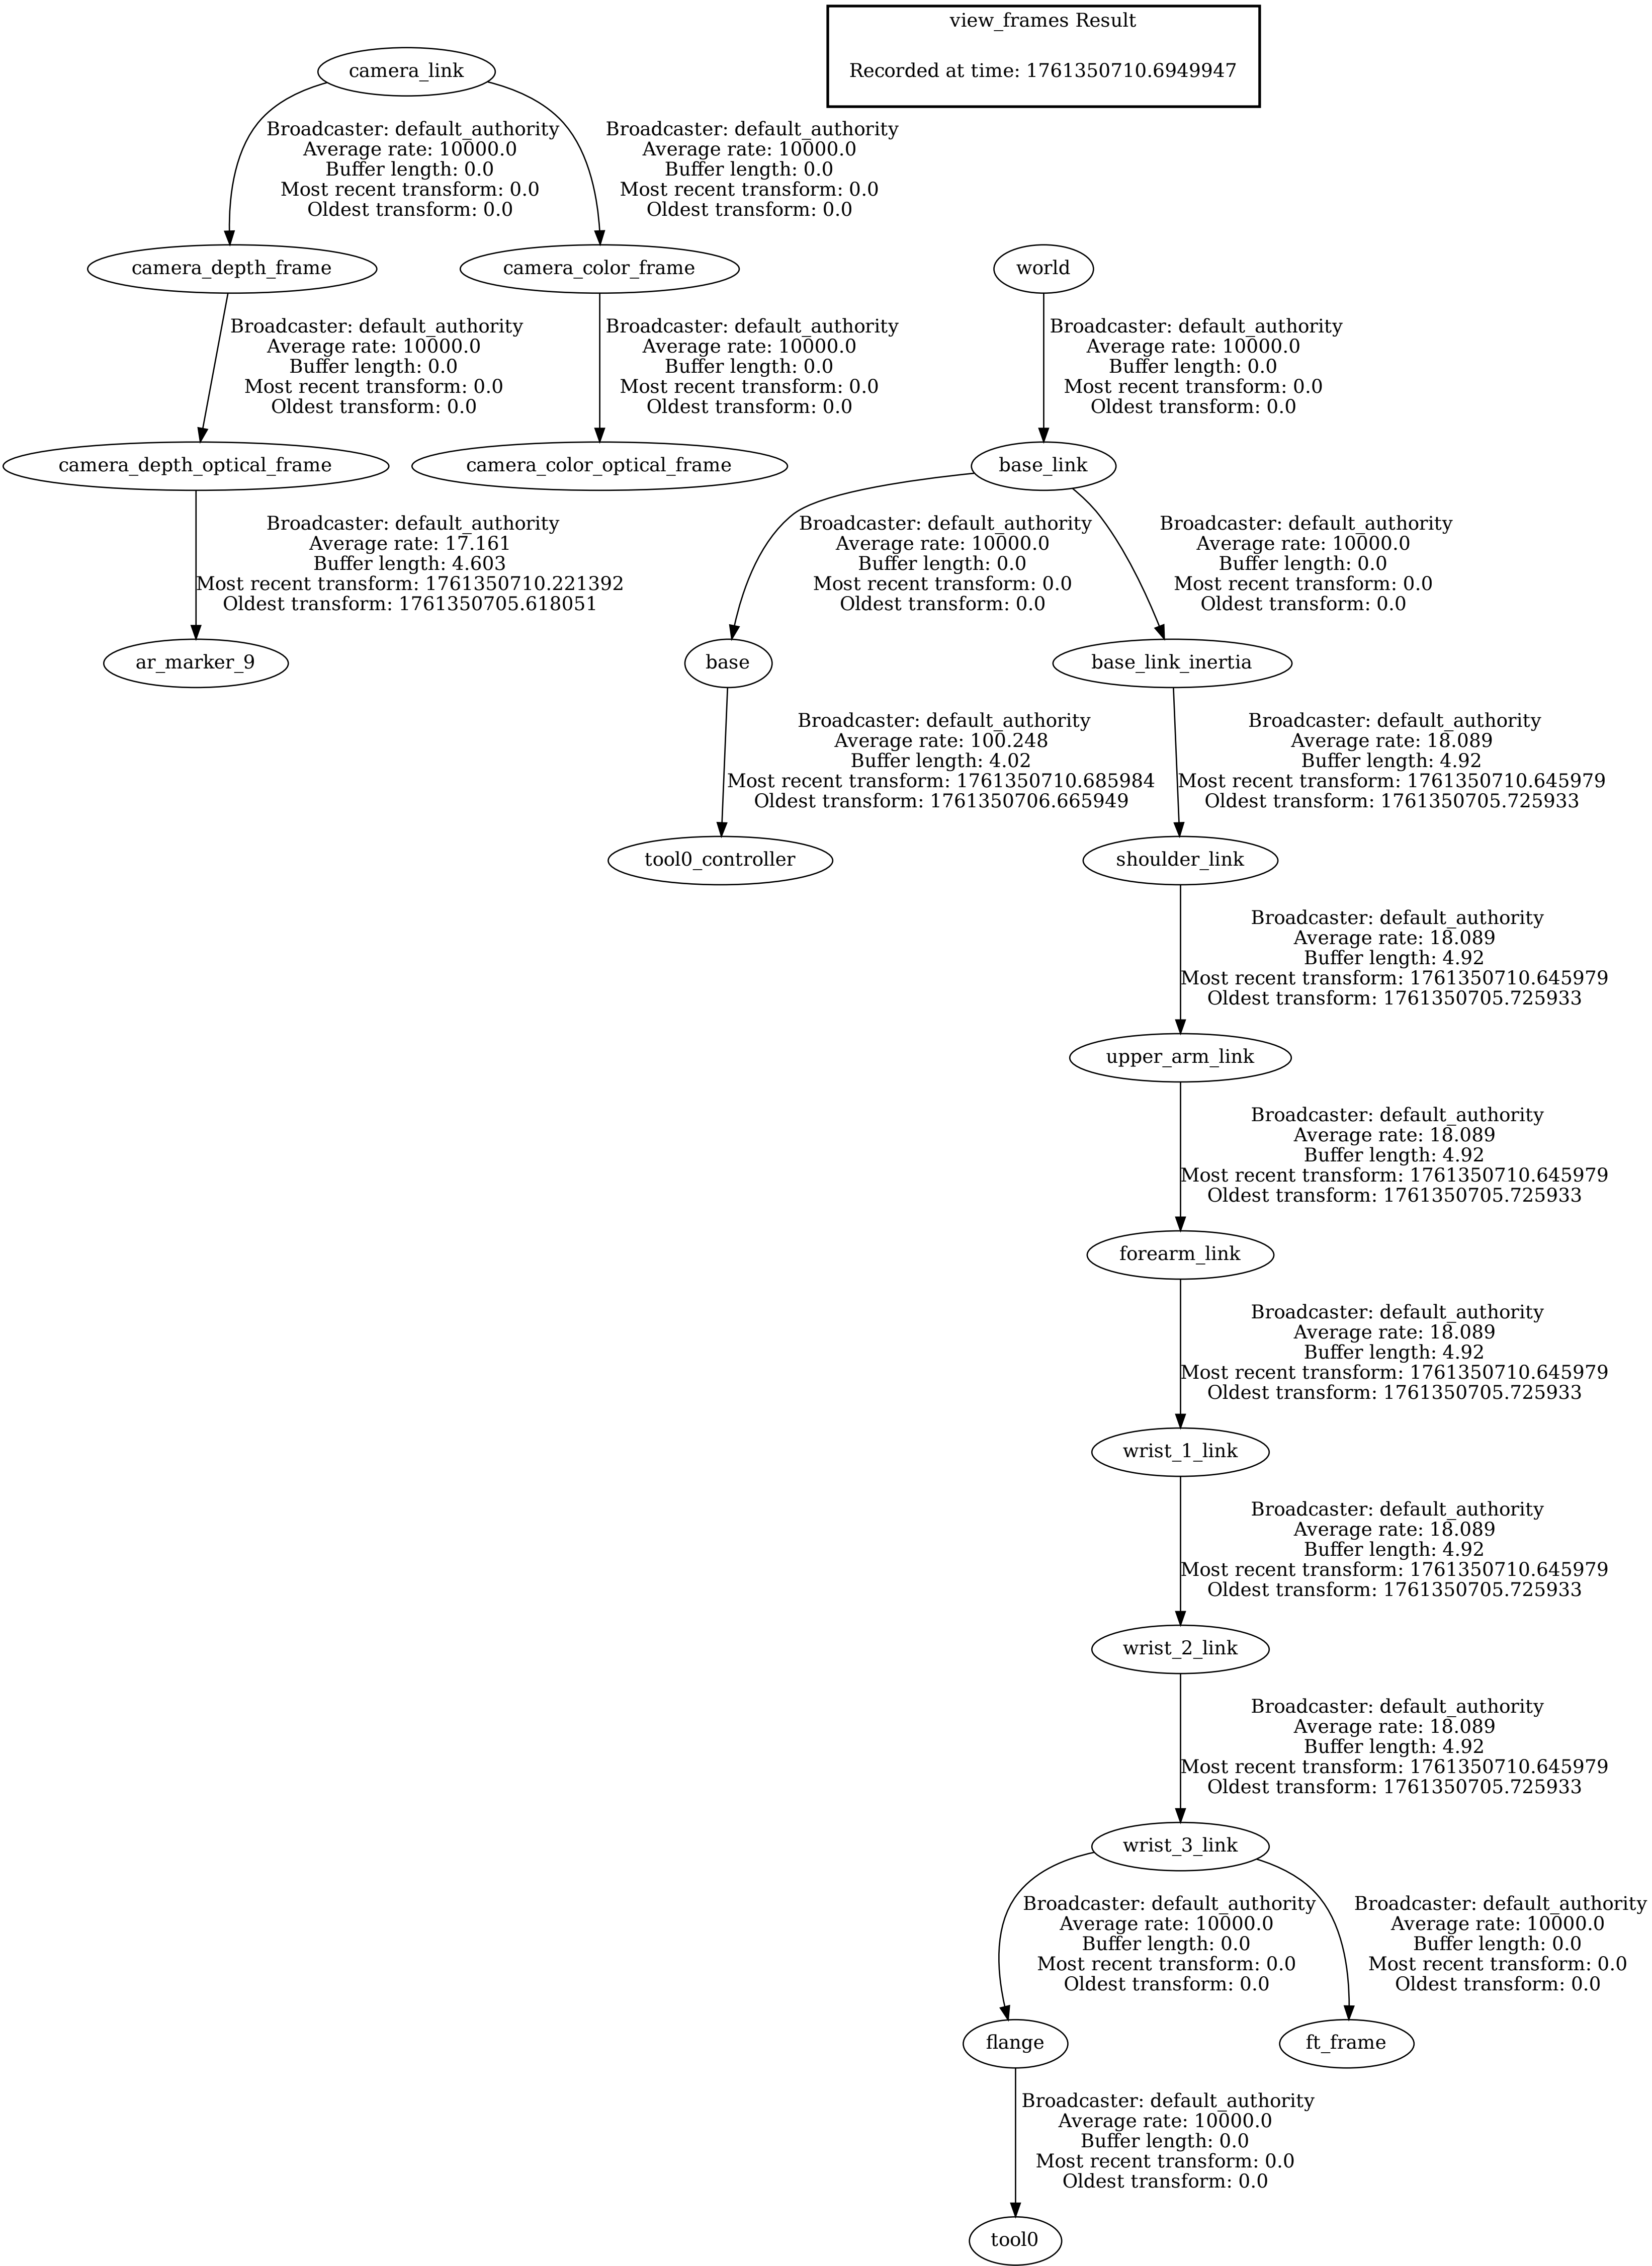 view_frames Result
Recorded at time: 1761350710.6949947
camera_link
Broadcaster: default_authority
Average rate: 10000.0
Buffer length: 0.0
Most recent transform: 0.0
Oldest transform: 0.0
Broadcaster: default_authority
Average rate: 10000.0
Buffer length: 0.0
Most recent transform: 0.0
Oldest transform: 0.0
camera_depth_frame
camera_color_frame
world
Broadcaster: default_authority
Average rate: 10000.0
Buffer length: 0.0
Most recent transform: 0.0
Oldest transform: 0.0
Broadcaster: default_authority
Average rate: 10000.0
Buffer length: 0.0
Most recent transform: 0.0
Oldest transform: 0.0
Broadcaster: default_authority
Average rate: 10000.0
Buffer length: 0.0
Most recent transform: 0.0
Oldest transform: 0.0
camera_depth_optical_frame
camera_color_optical_frame
base_link
Broadcaster: default_authority
Average rate: 17.161
Buffer length: 4.603
Most recent transform: 1761350710.221392
Oldest transform: 1761350705.618051
Broadcaster: default_authority
Average rate: 10000.0
Buffer length: 0.0
Most recent transform: 0.0
Oldest transform: 0.0
Broadcaster: default_authority
Average rate: 10000.0
Buffer length: 0.0
Most recent transform: 0.0
Oldest transform: 0.0
ar_marker_9
base
base_link_inertia
Broadcaster: default_authority
Average rate: 100.248
Buffer length: 4.02
Most recent transform: 1761350710.685984
Oldest transform: 1761350706.665949
Broadcaster: default_authority
Average rate: 18.089
Buffer length: 4.92
Most recent transform: 1761350710.645979
Oldest transform: 1761350705.725933
tool0_controller
shoulder_link
Broadcaster: default_authority
Average rate: 18.089
Buffer length: 4.92
Most recent transform: 1761350710.645979
Oldest transform: 1761350705.725933
upper_arm_link
Broadcaster: default_authority
Average rate: 18.089
Buffer length: 4.92
Most recent transform: 1761350710.645979
Oldest transform: 1761350705.725933
forearm_link
Broadcaster: default_authority
Average rate: 18.089
Buffer length: 4.92
Most recent transform: 1761350710.645979
Oldest transform: 1761350705.725933
wrist_1_link
Broadcaster: default_authority
Average rate: 18.089
Buffer length: 4.92
Most recent transform: 1761350710.645979
Oldest transform: 1761350705.725933
wrist_2_link
Broadcaster: default_authority
Average rate: 18.089
Buffer length: 4.92
Most recent transform: 1761350710.645979
Oldest transform: 1761350705.725933
wrist_3_link
Broadcaster: default_authority
Average rate: 10000.0
Buffer length: 0.0
Most recent transform: 0.0
Oldest transform: 0.0
Broadcaster: default_authority
Average rate: 10000.0
Buffer length: 0.0
Most recent transform: 0.0
Oldest transform: 0.0
flange
ft_frame
Broadcaster: default_authority
Average rate: 10000.0
Buffer length: 0.0
Most recent transform: 0.0
Oldest transform: 0.0
tool0